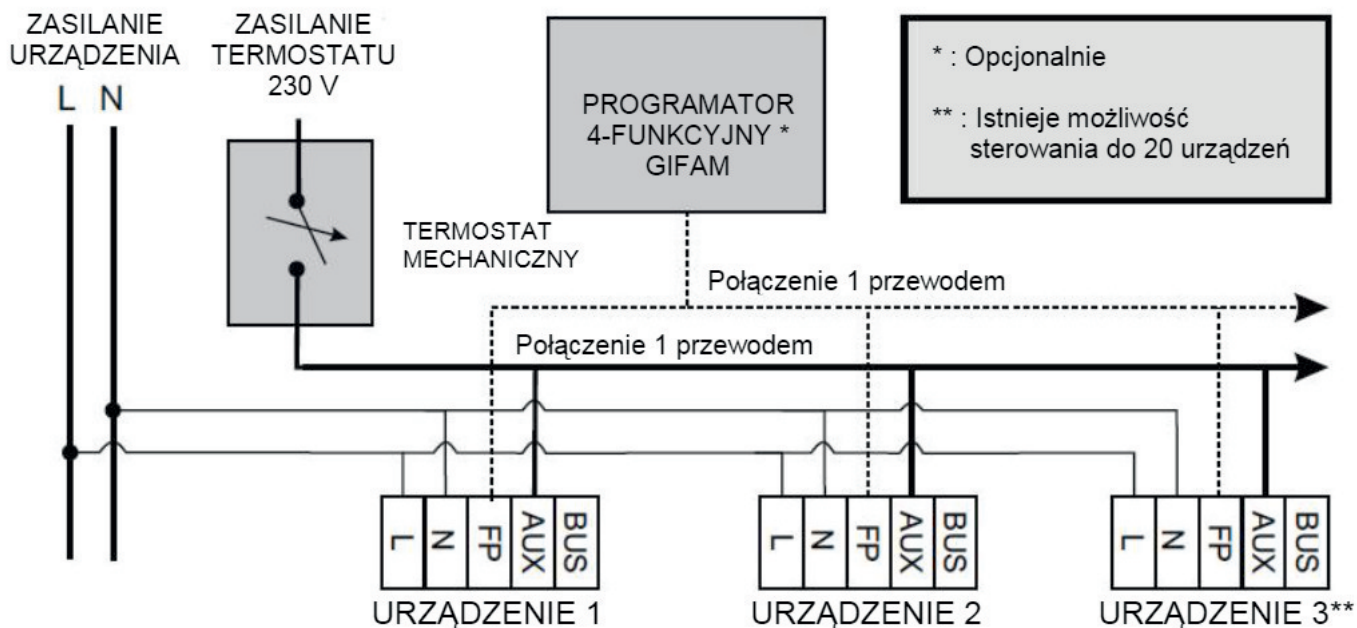 ZASILANIE
URZĄDZENIA
L N
ZASILANIE
TERMOSTATU
230 V
PROGRAMATOR
4-FUNKCYJNY *
GIFAM
* : Opcjonalnie
** : Istnieje możliwość
sterowania do 20 urządzeń
TERMOSTAT
MECHANICZNY
Połączenie 1 przewodem
Połączenie 1 przewodem
L N FP AUX BUS
URZĄDZENIE 1
L N FP AUX BUS
URZĄDZENIE 2
L N FP AUX BUS
URZĄDZENIE 3**